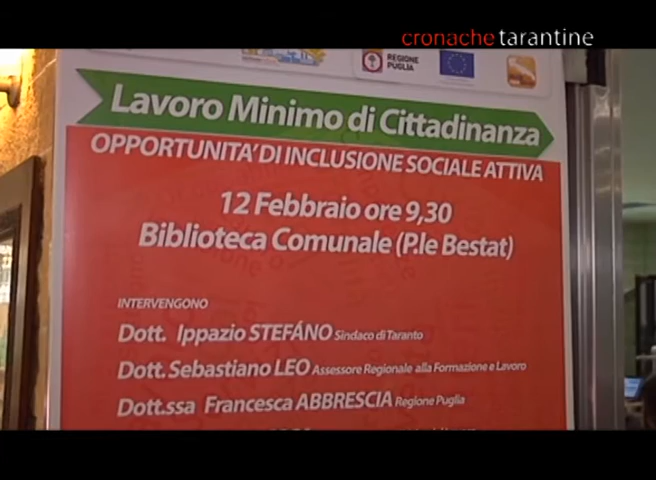 cronache tarantine
REGIONE
PUGLIA
Lavoro Minimo di Cittadinanza
OPPORTUNITA' DI INCLUSIONE SOCIALE ATTIVA
12 Febbraio ore 9,30
Biblioteca Comunale (P.le Bestat)
INTERVENGONO
Dott. Ippazio STEFÁNO Sindaco di Taranto
Dott. Sebastiano LEO Assessore Regionale alla Formazione e Lavoro
Dott.ssa Francesca ABBRESCIA Regione Puglia